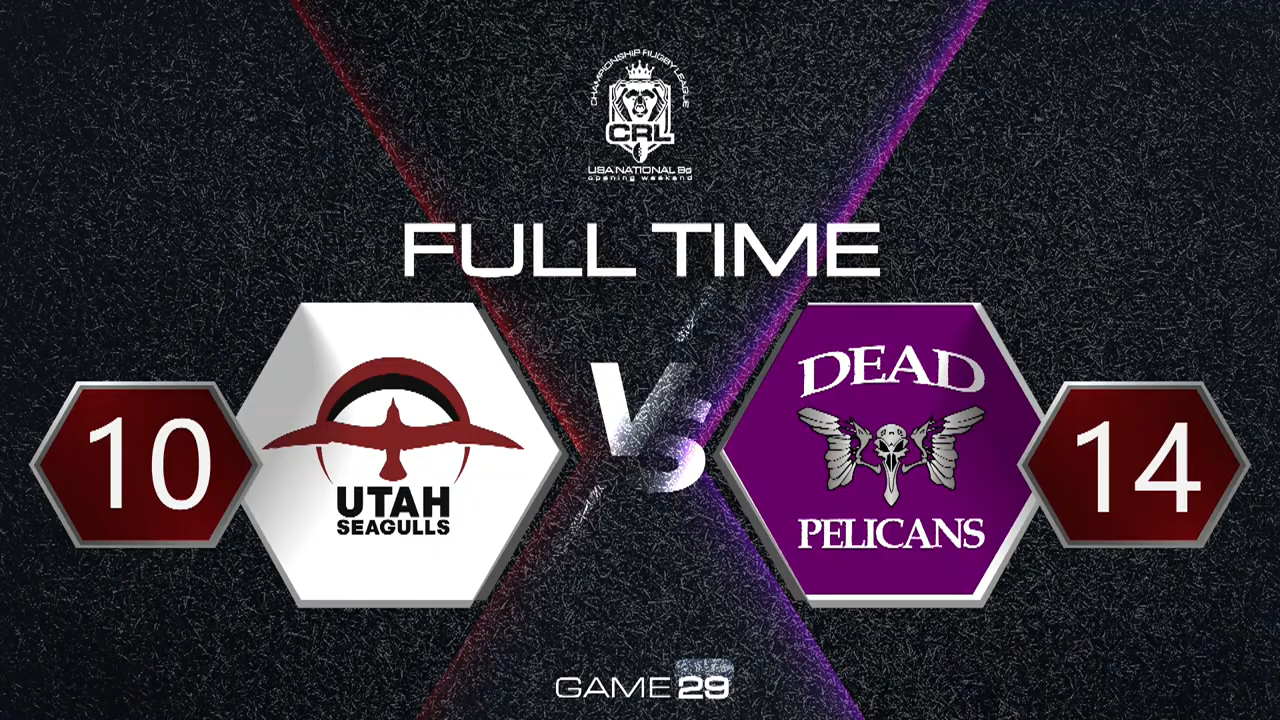 CHAMPIONSHIP RUGBY LEAGUE
CRL
USA NATIONAL 9s
opening weekend
FULL TIME
10
UTAH
SEAGULLS
VS
DEAD
PELICANS
14
GAME 29